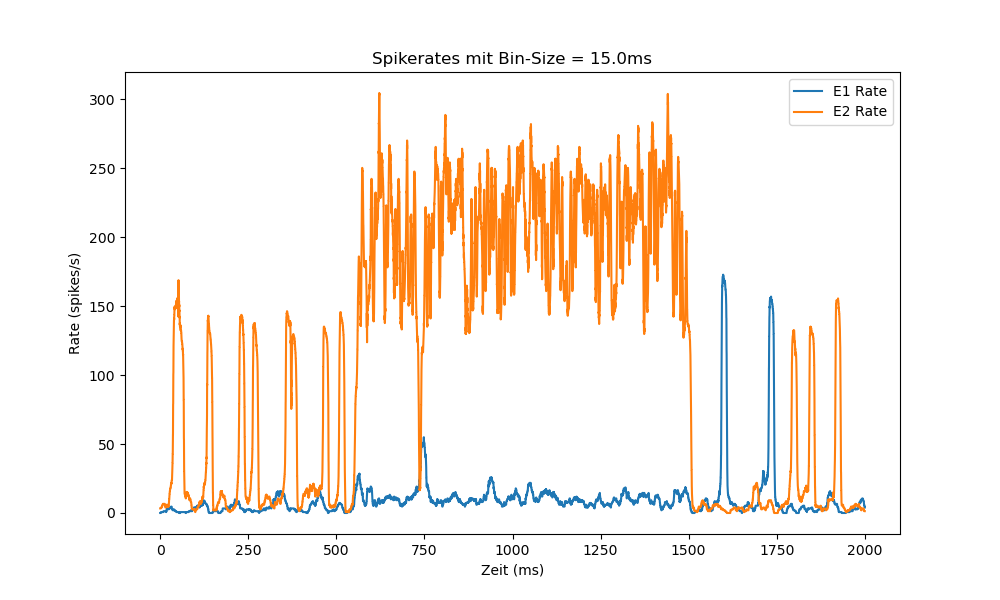 Spikerates mit Bin-Size = 15.0ms
E1 Rate
E2 Rate
Rate (spikes/s)
300
250
200
150
100
50
0
0 250 500 750 1000 1250 1500 1750 2000
Zeit (ms)